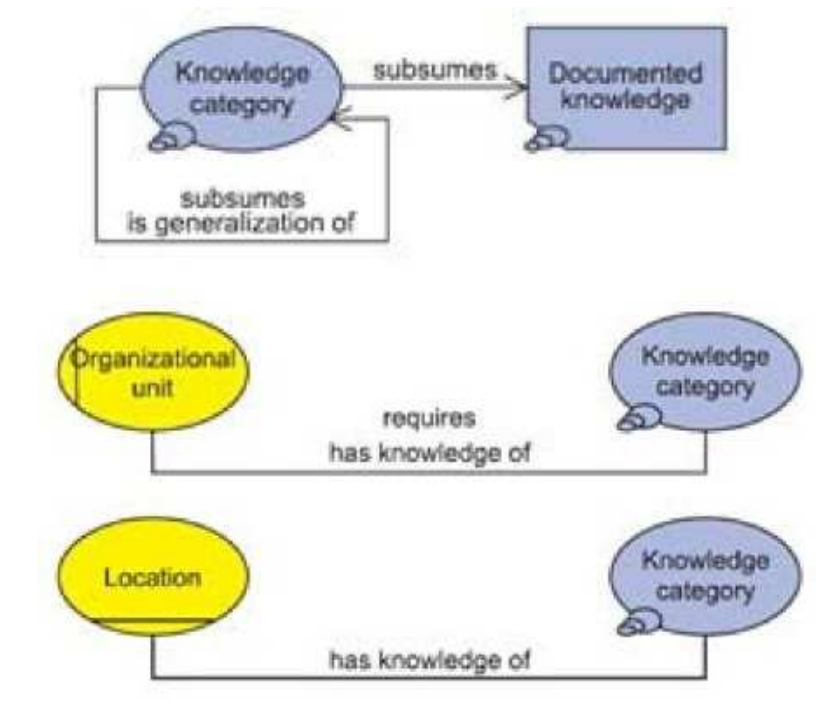 Knowledge
category
subsumes
Documented
knowledge
subsumes
is generalization of
Organizational
unit
Knowledge
category
requires
has knowledge of
Location
Knowledge
category
has knowledge of